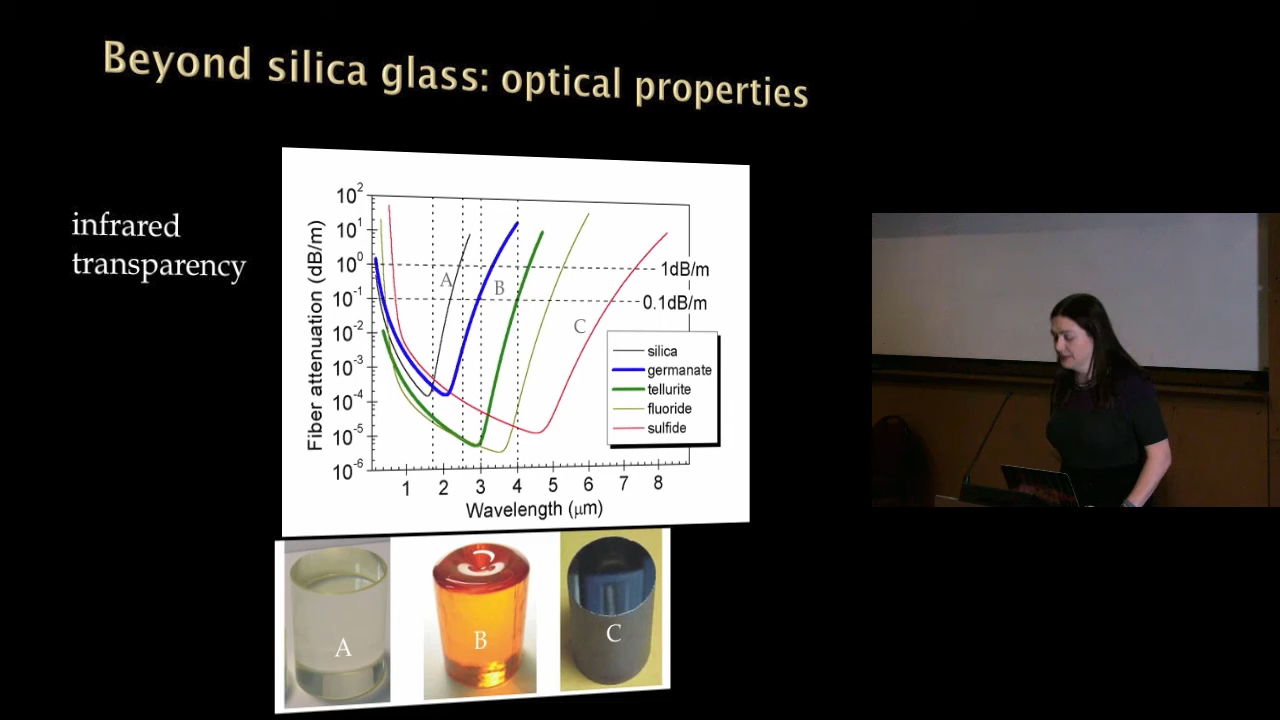 Beyond silica glass: optical properties
infrared
transparency
Fiber attenuation (dB/m)
10²
10¹
10⁰
10⁻¹
10⁻²
10⁻³
10⁻⁴
10⁻⁵
10⁻⁶
A
B
C
1dB/m
0.1dB/m
silica
germanate
tellurite
fluoride
sulfide
1 2 3 4 5 6 7 8
Wavelength (μm)
A B C